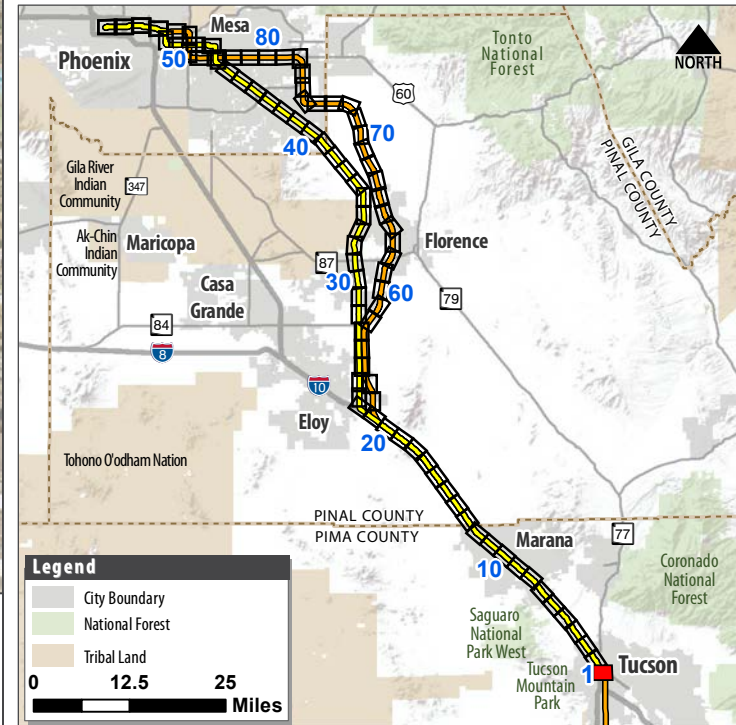 Mesa
80
Phoenix
50
Tonto
National
Forest
NORTH
60
70
40
GILA COUNTY
PINAL COUNTY
Gila River
Indian
Community
347
Ak-Chin
Indian
Community
Maricopa
87
Florence
Casa
Grande
30
60
79
84
8
10
Eloy
20
Tohono O'odham Nation
PINAL COUNTY
PIMA COUNTY
Marana
77
10
Coronado
National
Forest
Saguaro
National
Park West
Tucson
Mountain
Park
1
Tucson
Legend
City Boundary
National Forest
Tribal Land
0 12.5 25
Miles